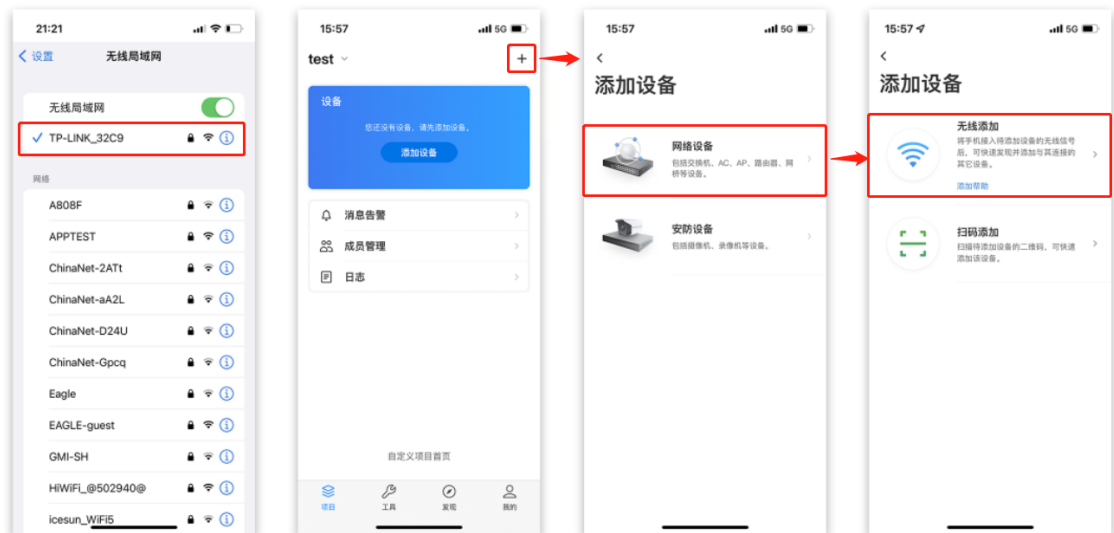 21:21
设置
无线局域网
无线局域网
TP-LINK_32C9
网络
A808F
APPTEST
ChinaNet-2ATt
ChinaNet-aA2L
ChinaNet-D24U
ChinaNet-Gpcq
Eagle
EAGLE-guest
GMI-SH
HiWiFi_@502940@
icesun_WiFi5
15:57
5G
test
+
设备
您还没有设备，请先添加设备。
添加设备
消息告警
成员管理
日志
自定义项目首页
项目
工具
发现
我的
15:57
5G
添加设备
网络设备
包括交换机、AC、AP、路由器、网
桥等设备。
安防设备
包括摄像机、录像机等设备。
15:57
5G
添加设备
无线添加
将手机接入待添加设备的无线信号
后，可快速发现并添加与其连接的
其它设备。
添加帮助
扫码添加
扫描待添加设备的二维码，可快速
添加该设备。